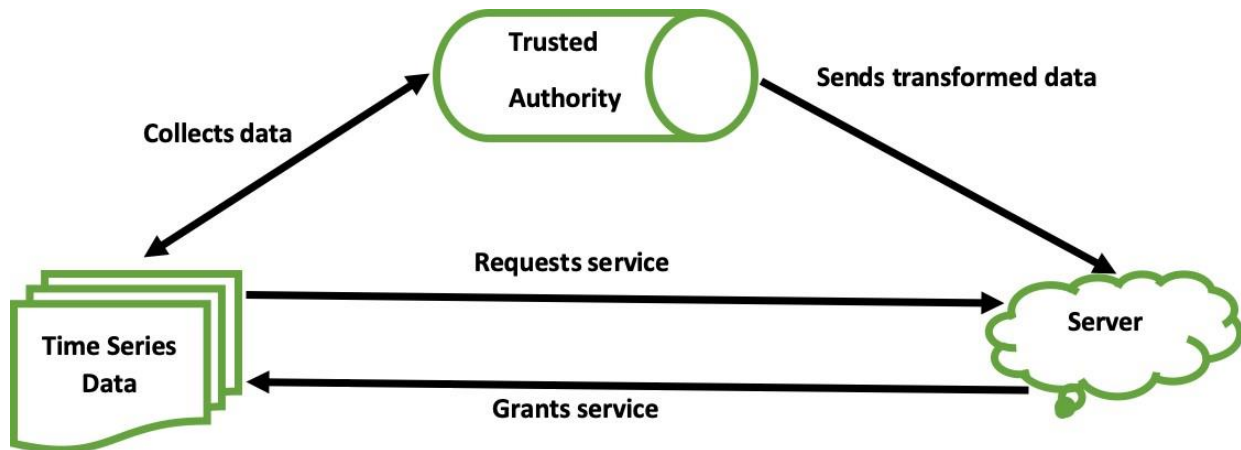 Trusted
Authority
Sends transformed data
Collects data
Requests service
Time Series
Data
Server
Grants service